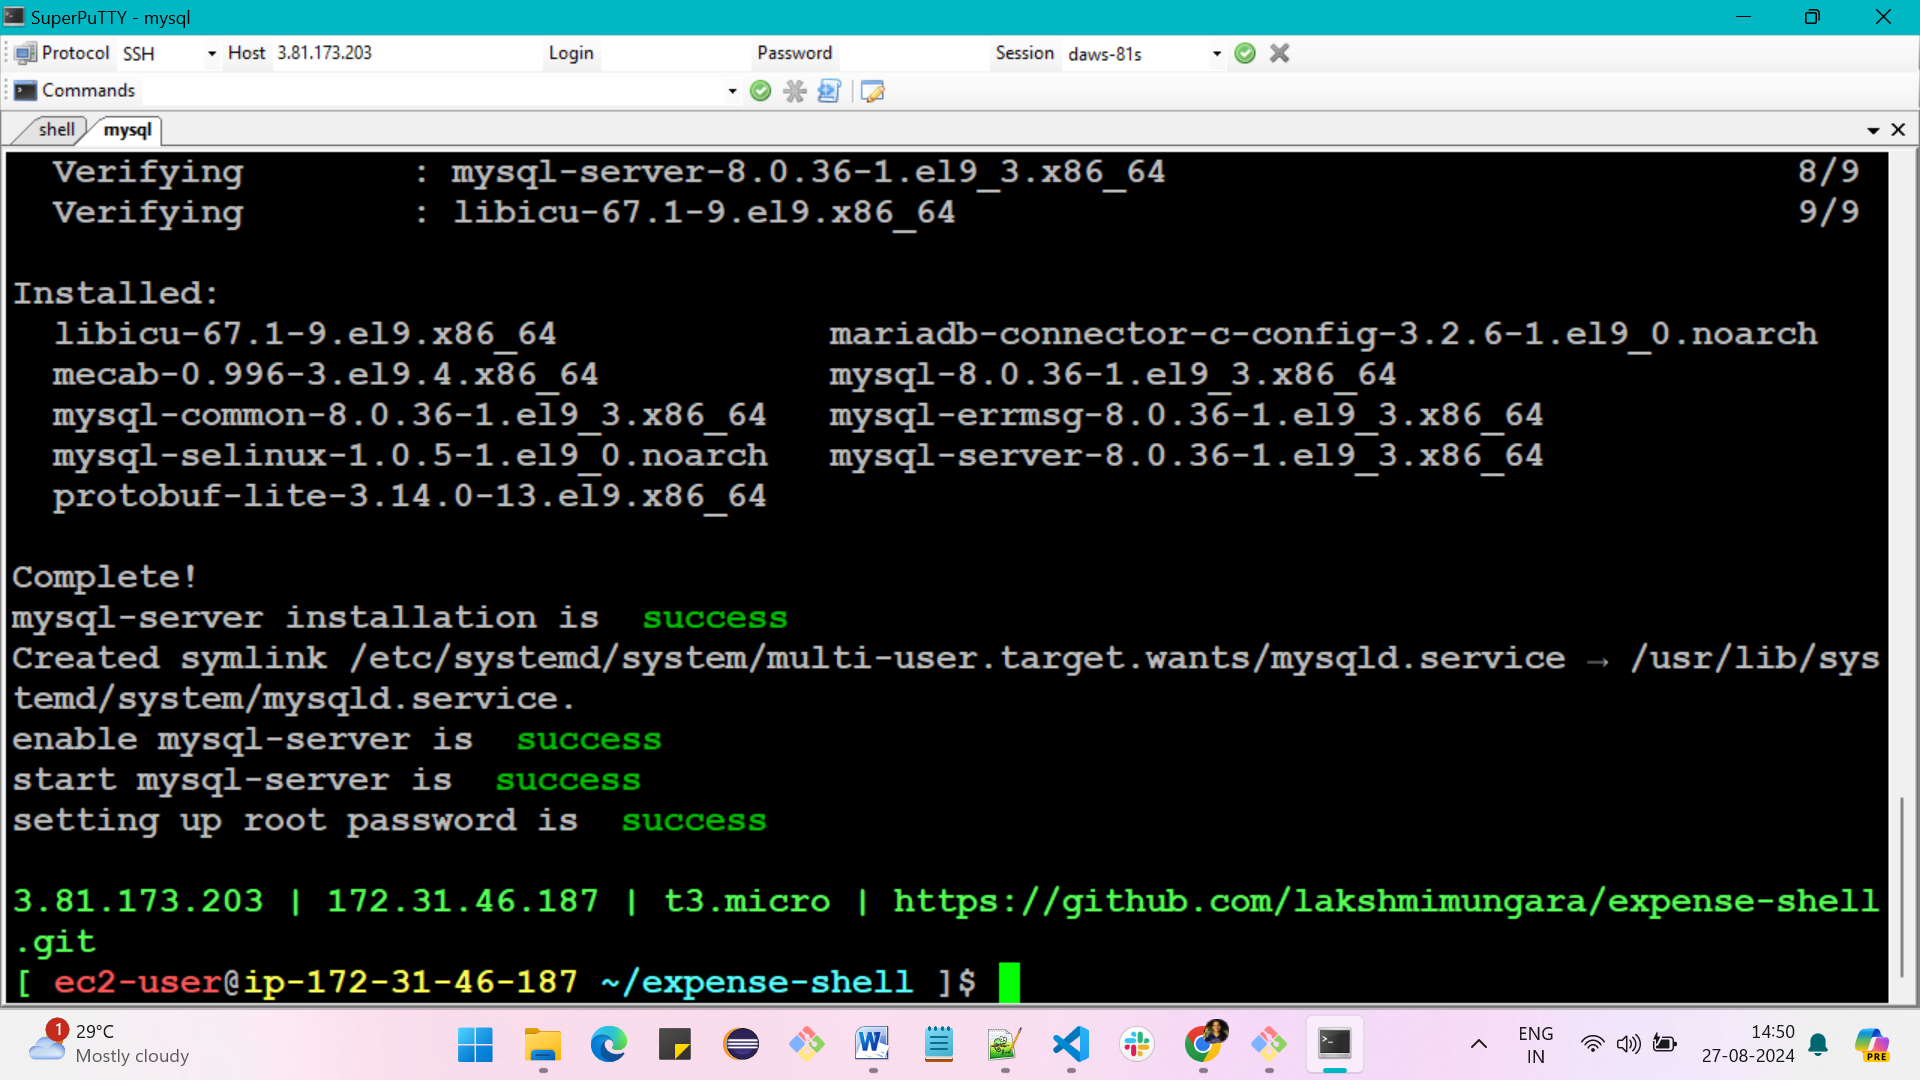 SuperPuTTY - mysql
Protocol SSH Host 3.81.173.203 Login Password Session daws-81s
Commands
shell mysql
Verifying : mysql-server-8.0.36-1.el9_3.x86_64 8/9
Verifying : libicu-67.1-9.el9.x86_64 9/9
Installed:
libicu-67.1-9.el9.x86_64 mariadb-connector-c-config-3.2.6-1.el9_0.noarch
mecab-0.996-3.el9.4.x86_64 mysql-8.0.36-1.el9_3.x86_64
mysql-common-8.0.36-1.el9_3.x86_64 mysql-errmsg-8.0.36-1.el9_3.x86_64
mysql-selinux-1.0.5-1.el9_0.noarch mysql-server-8.0.36-1.el9_3.x86_64
protobuf-lite-3.14.0-13.el9.x86_64
Complete!
mysql-server installation is success
Created symlink /etc/systemd/system/multi-user.target.wants/mysqld.service → /usr/lib/sys
temd/system/mysqld.service.
enable mysql-server is success
start mysql-server is success
setting up root password is success
3.81.173.203 | 172.31.46.187 | t3.micro | https://github.com/lakshmimungara/expense-shell
.git
[ ec2-user@ip-172-31-46-187 ~/expense-shell ]$
1 29°C
Mostly cloudy
ENG
IN
14:50
27-08-2024
PRE